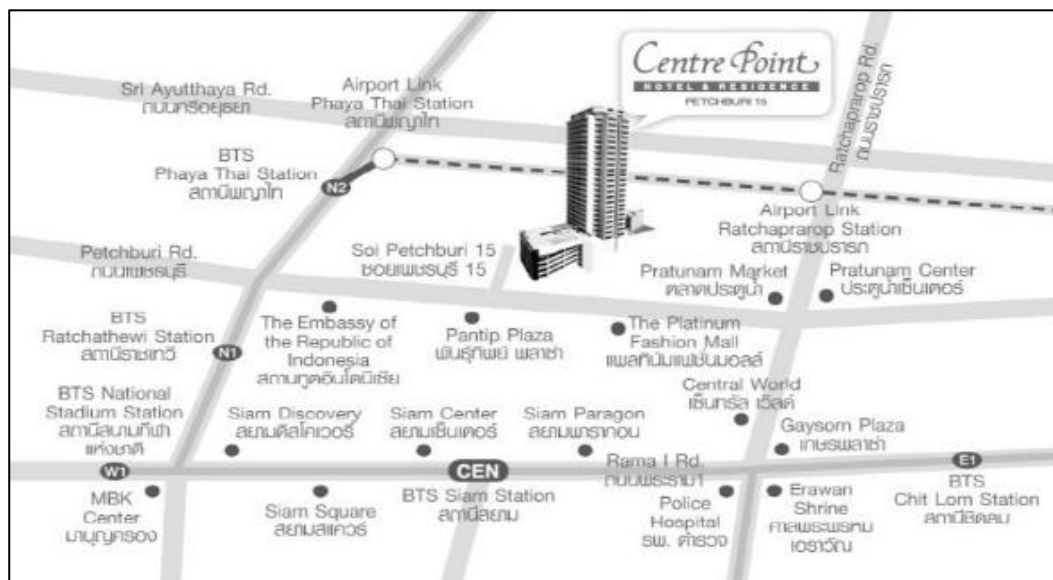 Centre Point
HOTEL & RESIDENCE
PETCHBURI 15
Sri Ayutthaya Rd.
ถนนศรีอยุธยา
Airport Link
Phaya Thai Station
สถานีพญาไท
Ratchaprarop Rd.
ถนนราชปรารภ
BTS
Phaya Thai Station
สถานีพญาไท
N2
Airport Link
Ratchaprarop Station
สถานีราชปรารภ
Petchburi Rd.
ถนนเพชรบุรี
Soi Petchburi 15
ซอยเพชรบุรี 15
Pratunam Market
ตลาดประตูน้ำ
Pratunam Center
ประตูน้ำเซ็นเตอร์
BTS
Ratchathewi Station
สถานีราชเทวี
N1
The Embassy of
the Republic of
Indonesia
สถานทูตอินโดนีเซีย
Pantip Plaza
พันธุ์ทิพย์ พลาซ่า
The Platinum
Fashion Mall
แพลทินัมแฟชั่นมอลล์
BTS National
Stadium Station
สถานีสนามกีฬา
แห่งชาติ
Siam Discovery
สยามดิสโคเวอรี่
Siam Center
สยามเซ็นเตอร์
Siam Paragon
สยามพารากอน
Central World
เซ็นทรัล เวิลด์
Gaysorn Plaza
เกษรพลาซ่า
W1
CEN
Rama I Rd.
ถนนพระราม1
E1
MBK
Center
มาบุญครอง
Siam Square
สยามสแควร์
BTS Siam Station
สถานีสยาม
Police
Hospital
รพ. ตำรวจ
Erawan
Shrine
ศาลพระพรหม
เอราวัณ
BTS
Chit Lom Station
สถานีชิดลม